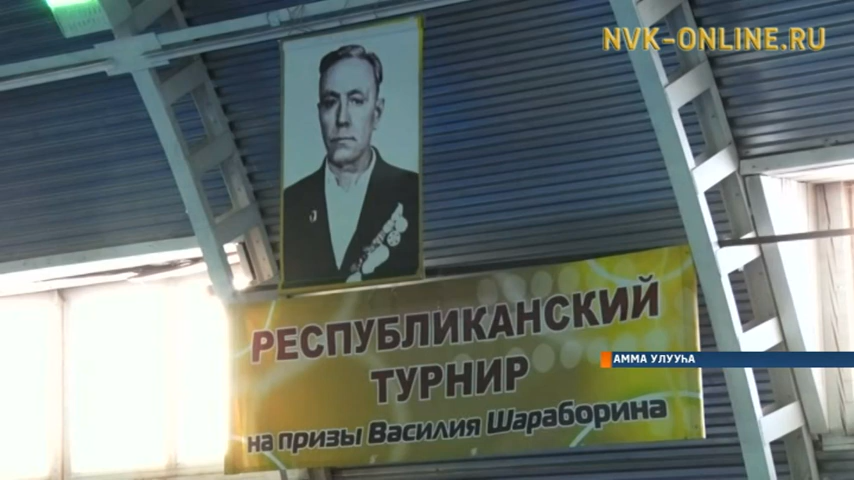 NVK-ONLINE.RU
РЕСПУБЛИКАНСКИЙ
ТУРНИР
на призы Василия Шараборина
АММА УЛУУҺА